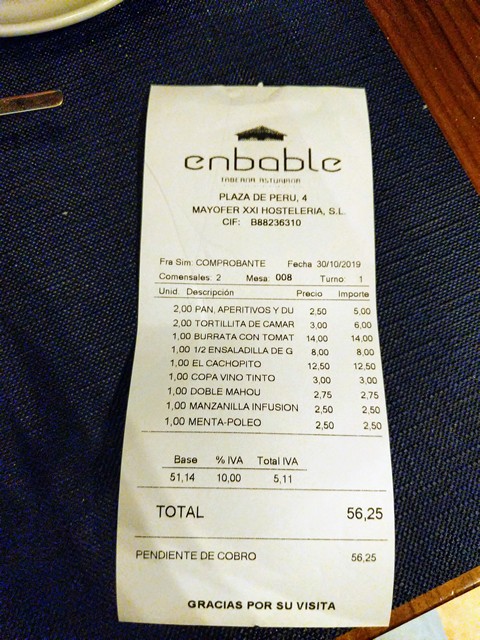 enbable
TABERNA ASTURIANA
PLAZA DE PERU, 4
MAYOFER XXI HOSTELERIA, S.L.
CIF: B88236310
Fra Sim: COMPROBANTE Fecha 30/10/2019
Comensales: 2 Mesa: 008 Turno: 1
Unid. Descripción Precio Importe
2,00 PAN, APERITIVOS Y DU 2,50 5,00
2,00 TORTILLITA DE CAMAR 3,00 6,00
1,00 BURRATA CON TOMAT 14,00 14,00
1,00 1/2 ENSALADILLA DE G 8,00 8,00
1,00 EL CACHOPITO 12,50 12,50
1,00 COPA VINO TINTO 3,00 3,00
1,00 DOBLE MAHOU 2,75 2,75
1,00 MANZANILLA INFUSION 2,50 2,50
1,00 MENTA-POLEO 2,50 2,50
Base % IVA Total IVA
51,14 10,00 5,11
TOTAL 56,25
PENDIENTE DE COBRO 56,25
GRACIAS POR SU VISITA